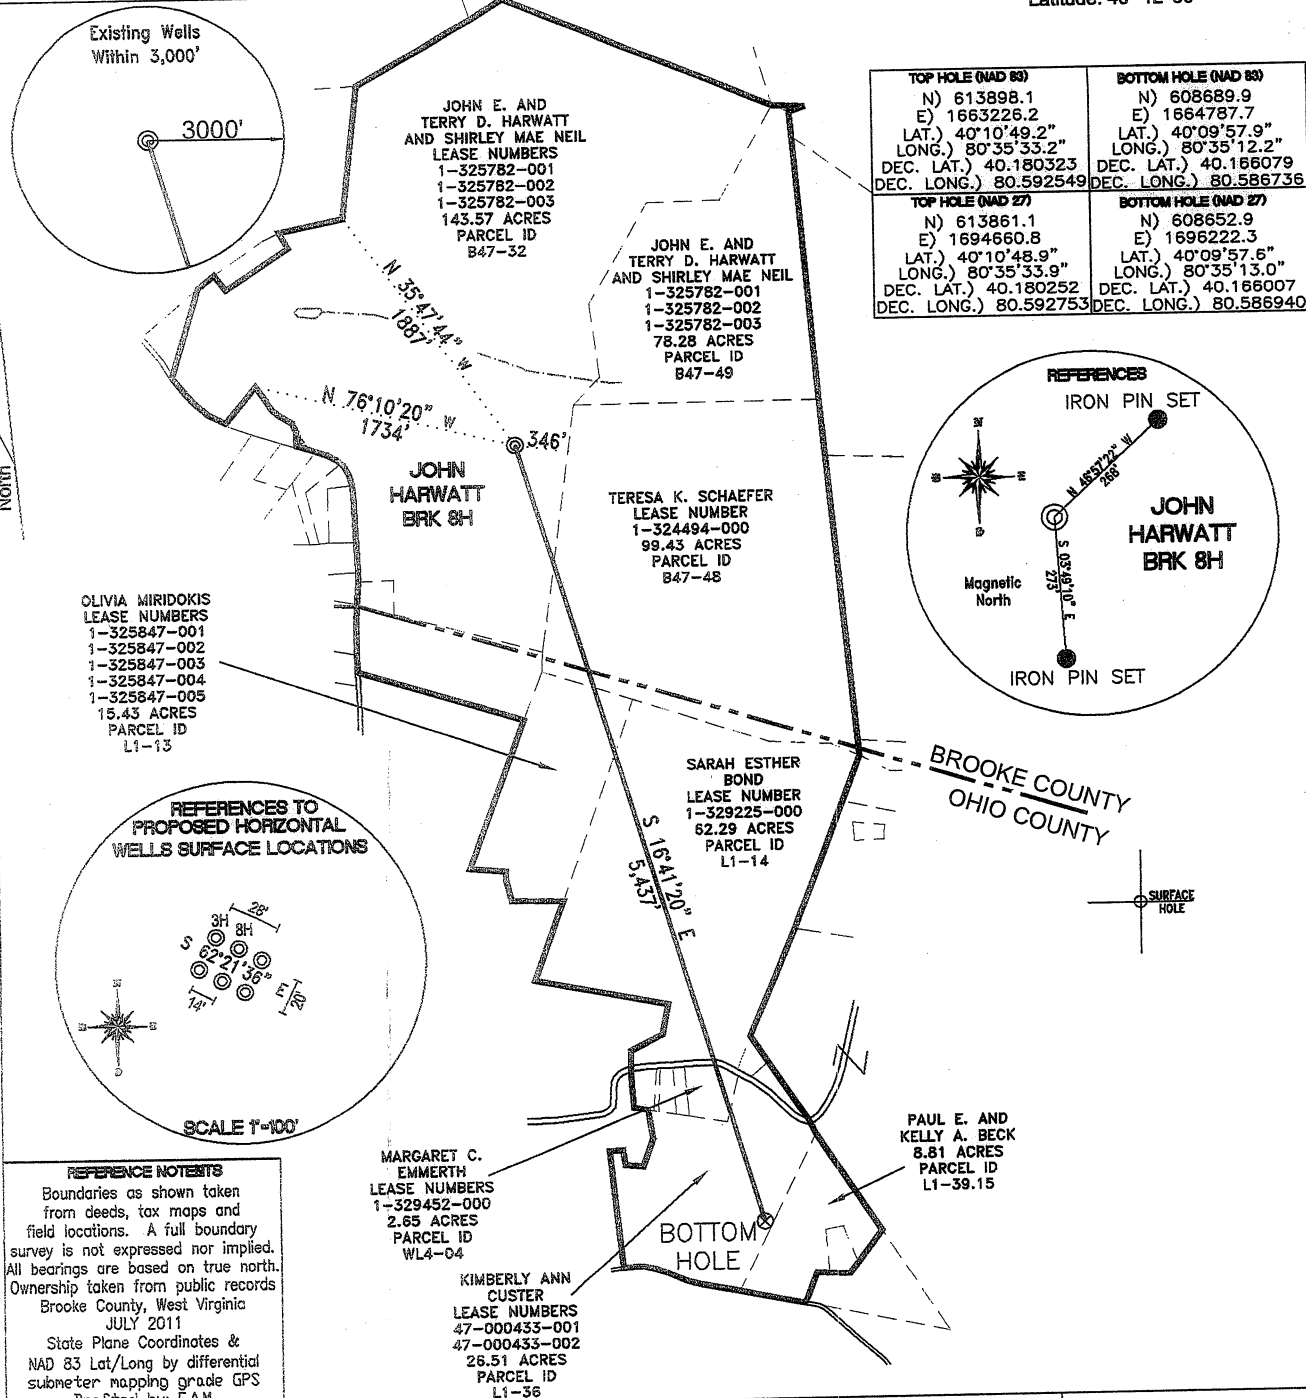 Latitude: 40° 12' 30"
Existing Wells
Within 3,000'
3000'
TOP HOLE (NAD 83)
N) 613898.1
E) 1663226.2
LAT.) 40°10'49.2"
LONG.) 80°35'33.2"
DEC. LAT.) 40.180323
DEC. LONG.) 80.592549
BOTTOM HOLE (NAD 83)
N) 608689.9
E) 1664787.7
LAT.) 40°09'57.9"
LONG.) 80°35'12.2"
DEC. LAT.) 40.166079
DEC. LONG.) 80.586736
TOP HOLE (NAD 27)
N) 613861.1
E) 1694660.8
LAT.) 40°10'48.9"
LONG.) 80°35'33.9"
DEC. LAT.) 40.180252
DEC. LONG.) 80.592753
BOTTOM HOLE (NAD 27)
N) 608652.9
E) 1696222.3
LAT.) 40°09'57.6"
LONG.) 80°35'13.0"
DEC. LAT.) 40.166007
DEC. LONG.) 80.586940
JOHN E. AND
TERRY D. HARWATT
AND SHIRLEY MAE NEIL
LEASE NUMBERS
1-325782-001
1-325782-002
1-325782-003
143.57 ACRES
PARCEL ID
B47-32
JOHN E. AND
TERRY D. HARWATT
AND SHIRLEY MAE NEIL
1-325782-001
1-325782-002
1-325782-003
78.28 ACRES
PARCEL ID
B47-49
N 35°47'44" W
1887'
N 76°10'20" W
1734'
346'
JOHN
HARWATT
BRK 8H
North
REFERENCES
IRON PIN SET
N 46°57'22" W
268'
JOHN
HARWATT
BRK 8H
S 03°49'10" E
273'
Magnetic
North
IRON PIN SET
TERESA K. SCHAEFER
LEASE NUMBER
1-324494-000
99.43 ACRES
PARCEL ID
B47-48
OLIVIA MIRIDOKIS
LEASE NUMBERS
1-325847-001
1-325847-002
1-325847-003
1-325847-004
1-325847-005
15.43 ACRES
PARCEL ID
L1-13
SARAH ESTHER
BOND
LEASE NUMBER
1-329225-000
62.29 ACRES
PARCEL ID
L1-14
BROOKE COUNTY
OHIO COUNTY
S 16°41'20" E
5,437'
SURFACE
HOLE
REFERENCES TO
PROPOSED HORIZONTAL
WELLS SURFACE LOCATIONS
28'
3H
8H
S 62°21'36" E
14'
20'
SCALE 1"=100'
PAUL E. AND
KELLY A. BECK
8.81 ACRES
PARCEL ID
L1-39.15
MARGARET C.
EMMERTH
LEASE NUMBERS
1-329452-000
2.65 ACRES
PARCEL ID
WL4-04
BOTTOM
HOLE
KIMBERLY ANN
CUSTER
LEASE NUMBERS
47-000433-001
47-000433-002
26.51 ACRES
PARCEL ID
L1-36
REFERENCE NOTES
Boundaries as shown taken
from deeds, tax maps and
field locations. A full boundary
survey is not expressed nor implied.
All bearings are based on true north.
Ownership taken from public records
Brooke County, West Virginia
JULY 2011
State Plane Coordinates &
NAD 83 Lat/Long by differential
submeter mapping grade GPS